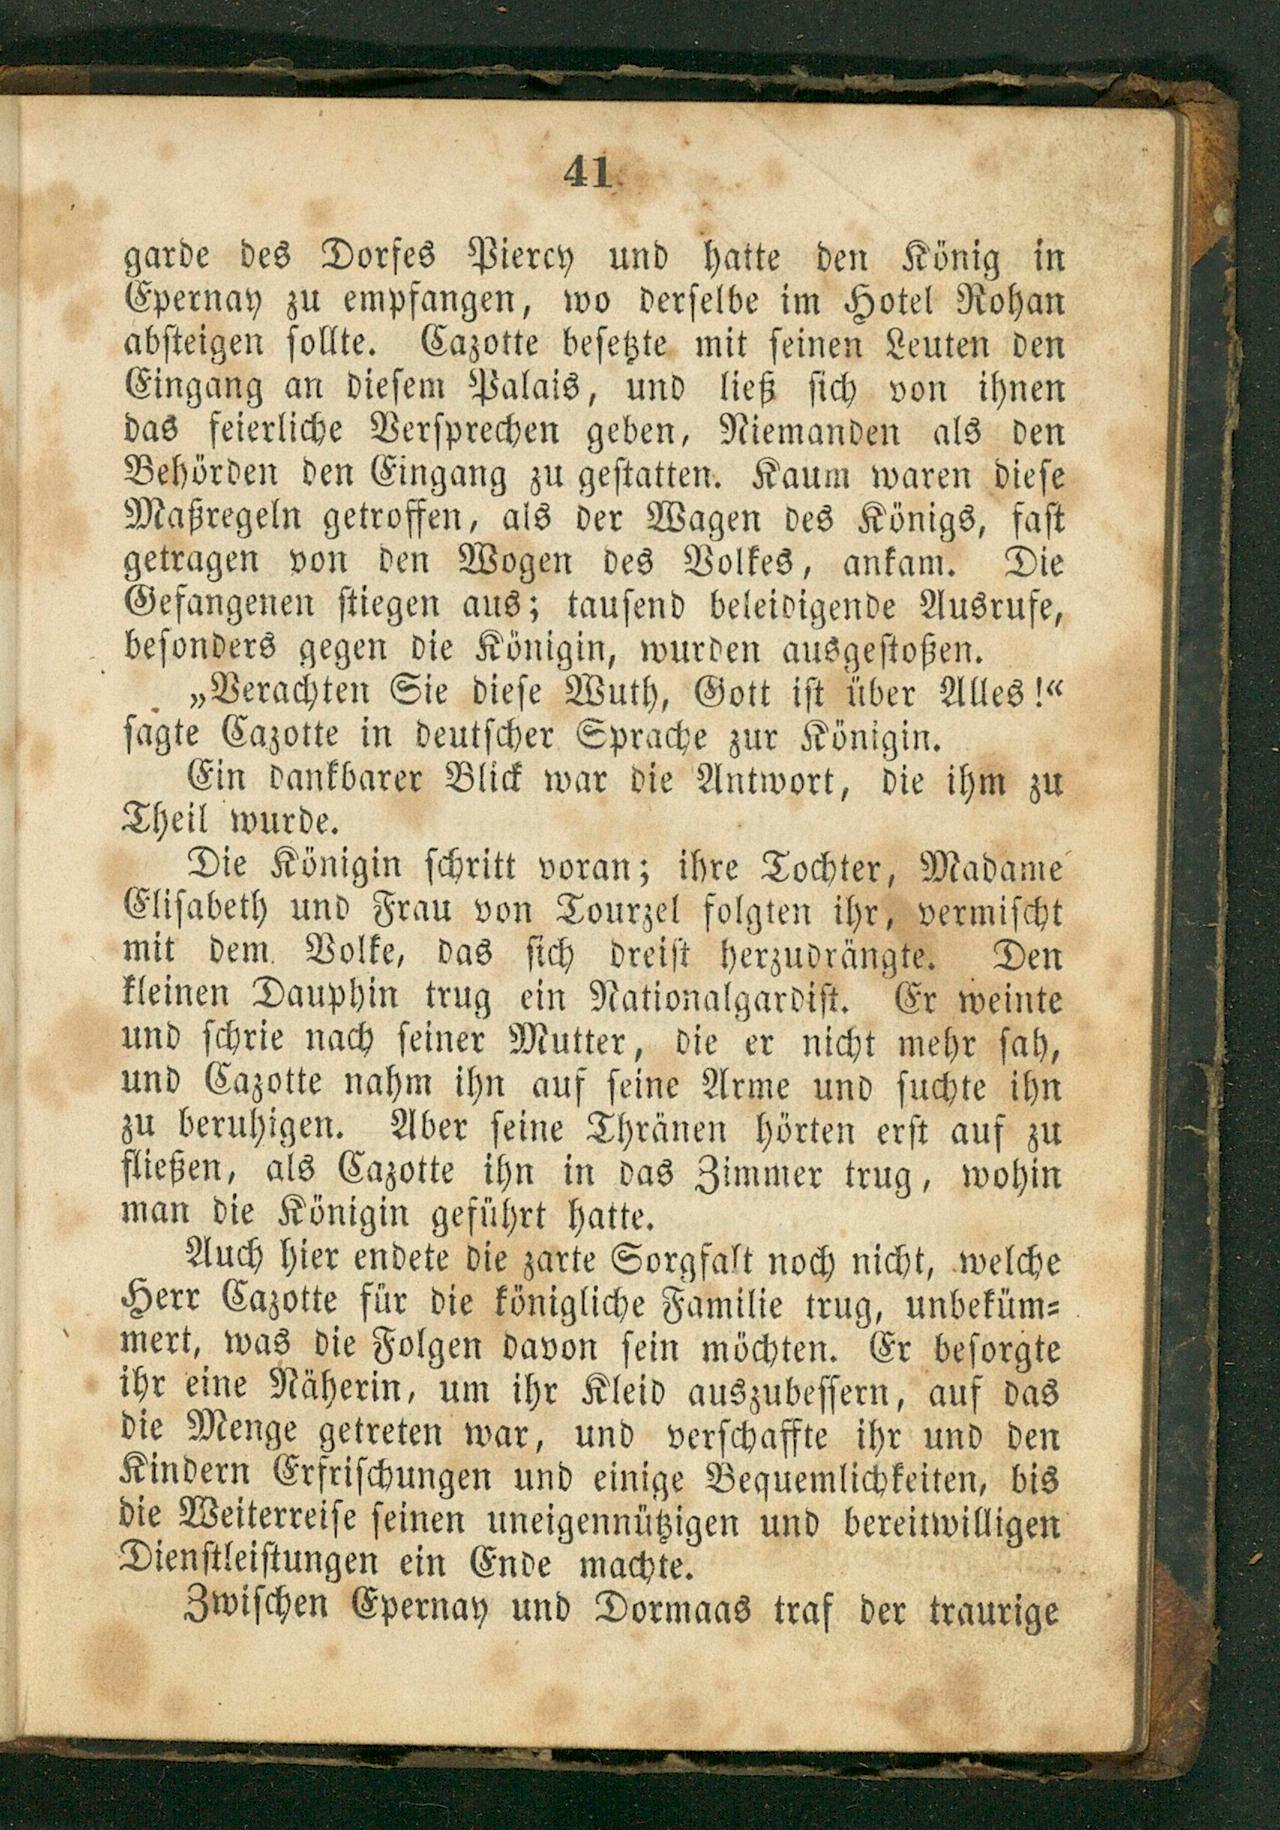 41
garde des Dorfes Piercy und hatte den König in
Epernay zu empfangen, wo derselbe im Hotel Rohan
absteigen sollte. Cazotte besetzte mit seinen Leuten den
Eingang an diesem Palais, und ließ sich von ihnen
das feierliche Versprechen geben, Niemanden als den
Behörden den Eingang zu gestatten. Kaum waren diese
Maßregeln getroffen, als der Wagen des Königs, fast
getragen von den Wogen des Volkes, ankam. Die
Gefangenen stiegen aus; tausend beleidigende Ausrufe,
besonders gegen die Königin, wurden ausgestoßen.
„Verachten Sie diese Wuth, Gott ist über Alles!“
sagte Cazotte in deutscher Sprache zur Königin.
Ein dankbarer Blick war die Antwort, die ihm zu
Theil wurde.
Die Königin schritt voran; ihre Tochter, Madame
Elisabeth und Frau von Tourzel folgten ihr, vermischt
mit dem Volke, das sich dreist herzudrängte. Den
kleinen Dauphin trug ein Nationalgardist. Er weinte
und schrie nach seiner Mutter, die er nicht mehr sah,
und Cazotte nahm ihn auf seine Arme und suchte ihn
zu beruhigen. Aber seine Thränen hörten erst auf zu
fließen, als Cazotte ihn in das Zimmer trug, wohin
man die Königin geführt hatte.
Auch hier endete die zarte Sorgfalt noch nicht, welche
Herr Cazotte für die königliche Familie trug, unbeküm-
mert, was die Folgen davon sein möchten. Er besorgte
ihr eine Näherin, um ihr Kleid auszubessern, auf das
die Menge getreten war, und verschaffte ihr und den
Kindern Erfrischungen und einige Bequemlichkeiten, bis
die Weiterreise seinen uneigennützigen und bereitwilligen
Dienstleistungen ein Ende machte.
Zwischen Epernay und Dormaas traf der traurige